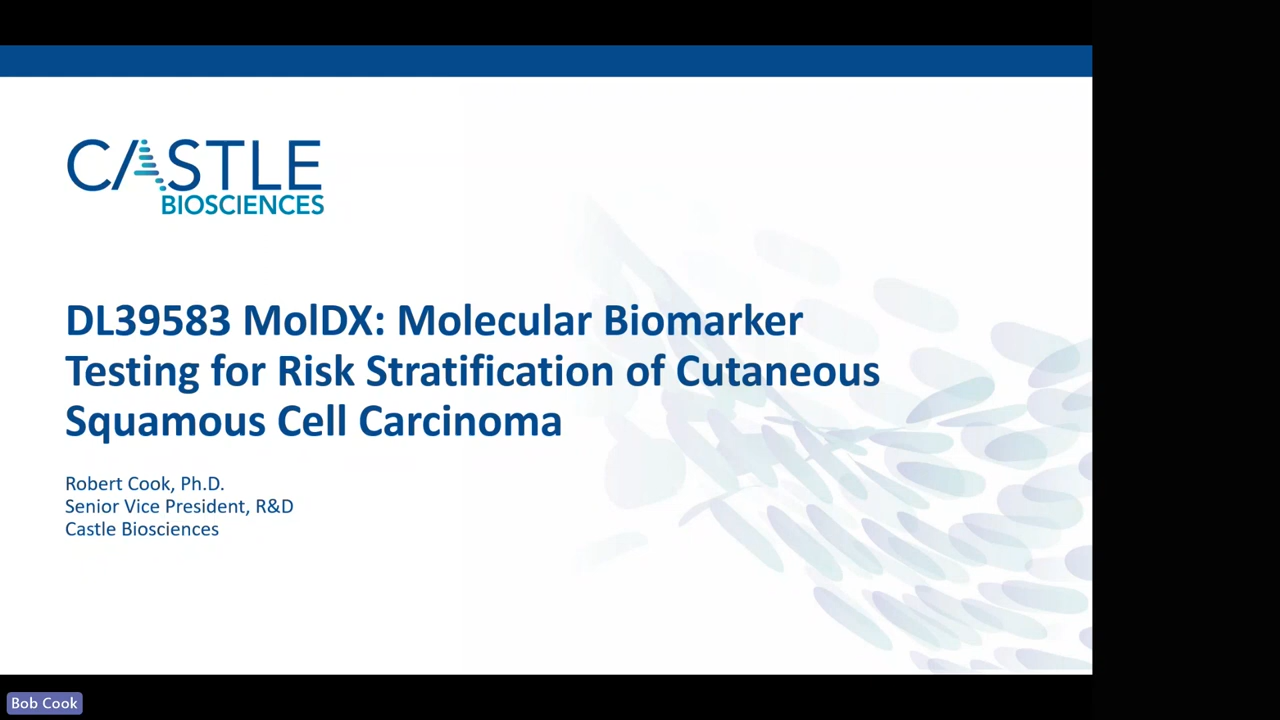 CASTLE
BIOSCIENCES
DL39583 MolDX: Molecular Biomarker
Testing for Risk Stratification of Cutaneous
Squamous Cell Carcinoma
Robert Cook, Ph.D.
Senior Vice President, R&D
Castle Biosciences
Bob Cook